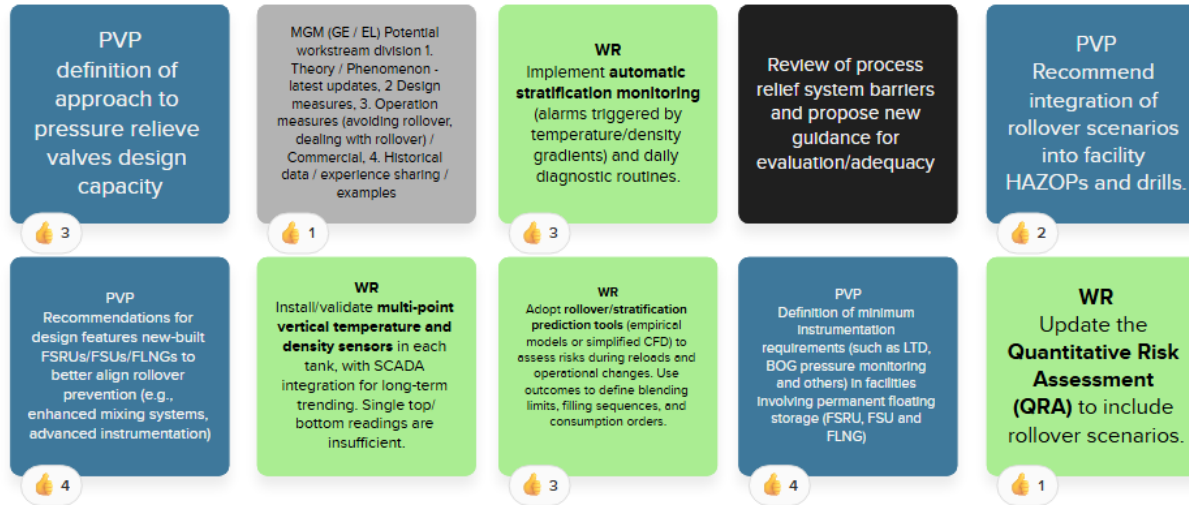 PVP
definition of
approach to
pressure relieve
valves design
capacity
👍 3
MGM (GE / EL) Potential
workstream division 1.
Theory / Phenomenon -
latest updates, 2 Design
measures, 3. Operation
measures (avoiding rollover,
dealing with rollover) /
Commercial, 4. Historical
data / experience sharing /
examples
👍 1
WR
Implement automatic
stratification monitoring
(alarms triggered by
temperature/density
gradients) and daily
diagnostic routines.
👍 3
Review of process
relief system barriers
and propose new
guidance for
evaluation/adequacy
PVP
Recommend
integration of
rollover scenarios
into facility
HAZOPs and drills.
👍 2
PVP
Recommendations for
design features new-built
FSRUs/FSUs/FLNGs to
better align rollover
prevention (e.g.,
enhanced mixing systems,
advanced instrumentation)
👍 4
WR
Install/validate multi-point
vertical temperature and
density sensors in each
tank, with SCADA
integration for long-term
trending. Single top/
bottom readings are
insufficient.
WR
Adopt rollover/stratification
prediction tools (empirical
models or simplified CFD) to
assess risks during reloads and
operational changes. Use
outcomes to define blending
limits, filling sequences, and
consumption orders.
👍 3
PVP
Definition of minimum
instrumentation
requirements (such as LTD,
BOG pressure monitoring
and others) in facilities
involving permanent floating
storage (FSRU, FSU and
FLNG)
👍 4
WR
Update the
Quantitative Risk
Assessment
(QRA) to include
rollover scenarios.
👍 1